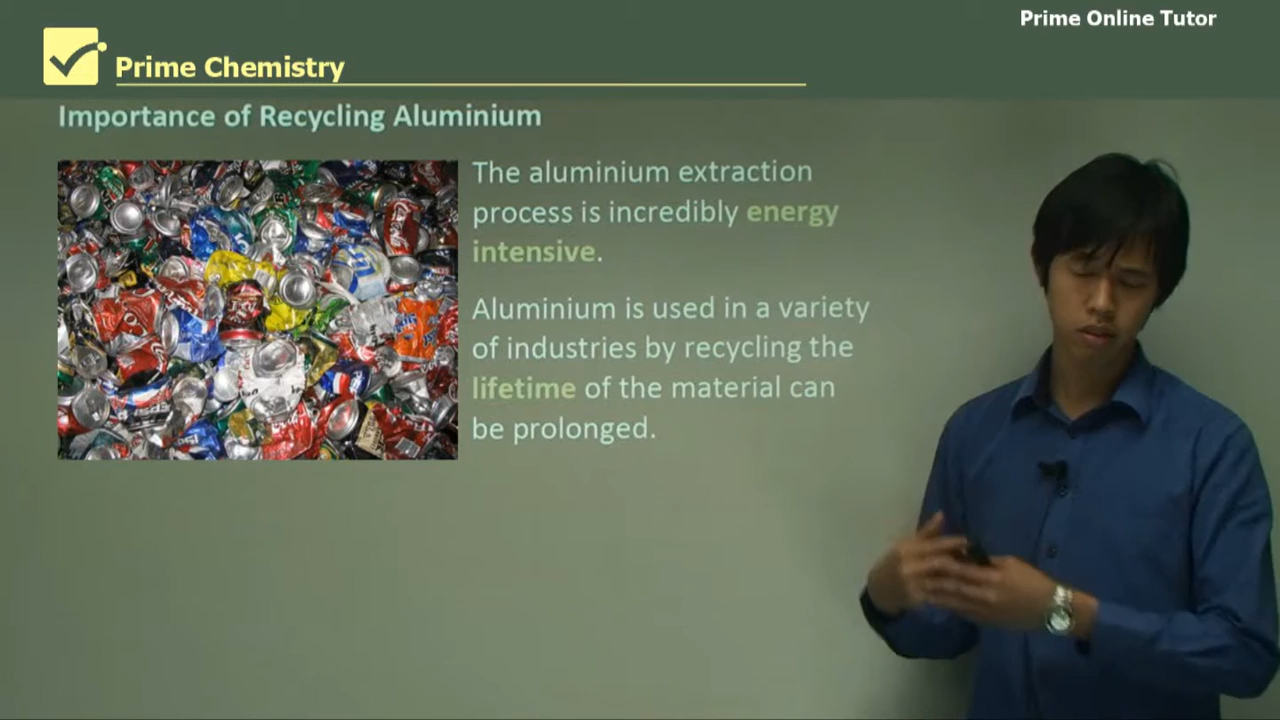 Prime Online Tutor
Prime Chemistry
Importance of Recycling Aluminium
The aluminium extraction
process is incredibly energy
intensive.
Aluminium is used in a variety
of industries by recycling the
lifetime of the material can
be prolonged.